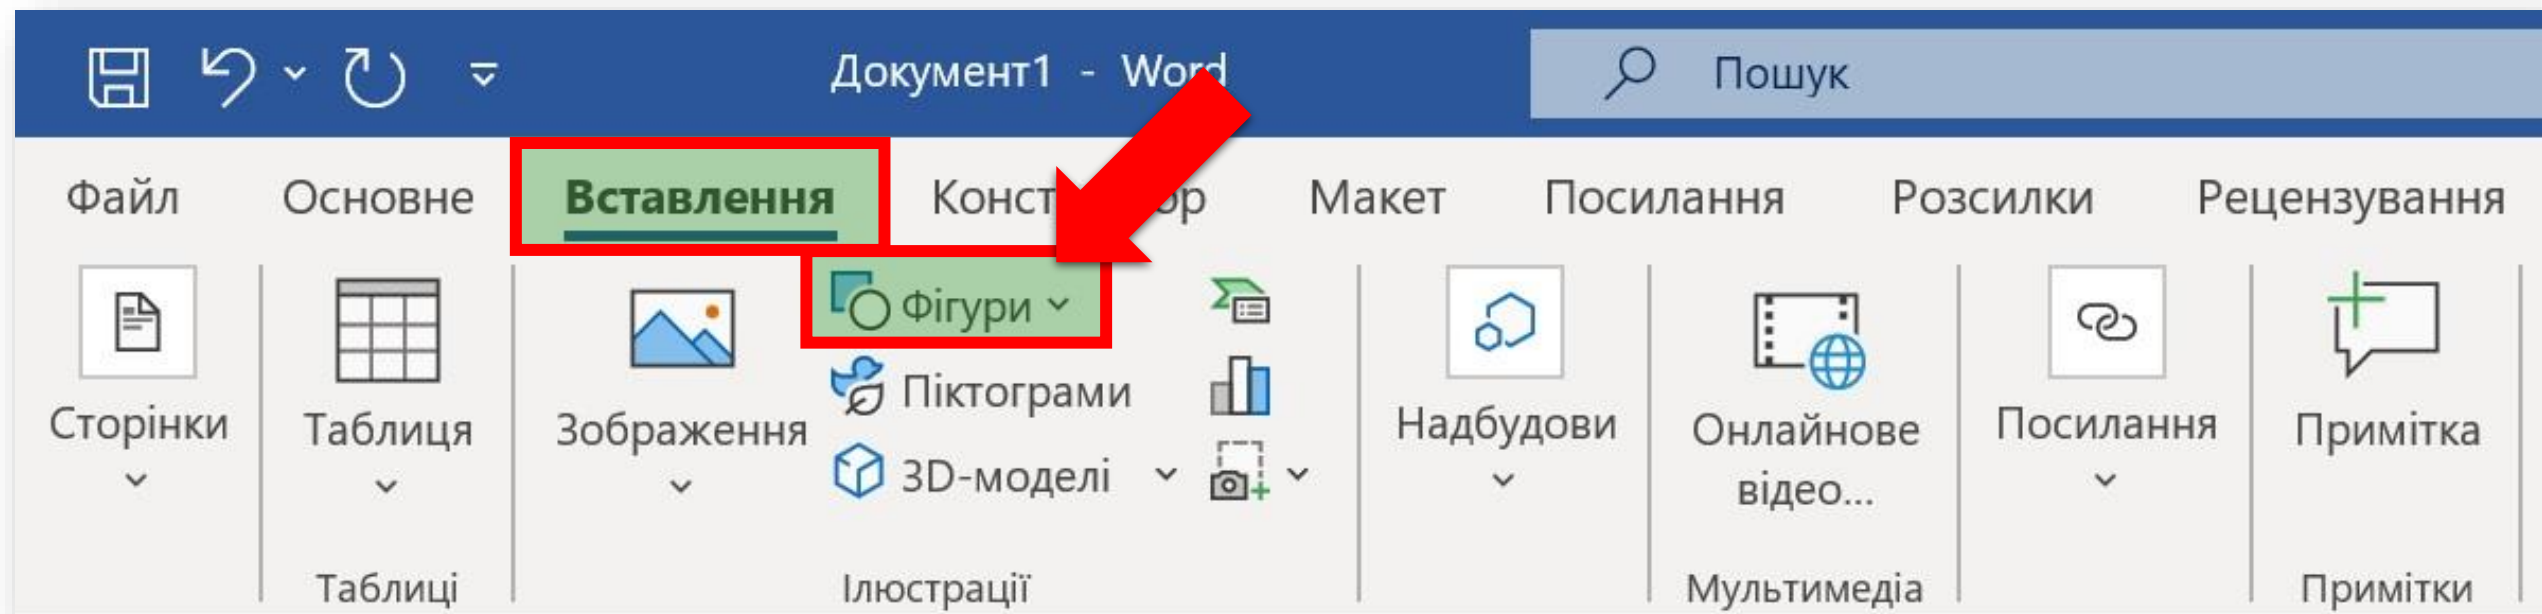 Документ1 - Word
Пошук
Файл Основне Вставлення Макет Посилання Розсилки Рецензування
Фігури
Піктограми
3D-моделі
Сторінки
Таблиця
Зображення
Надбудови
Онлайнове
відео...
Посилання
Примітка
Таблиці
Ілюстрації
Мультимедіа
Примітки